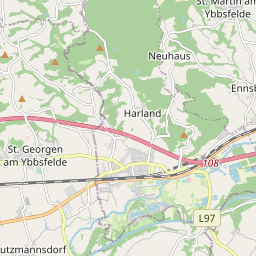 St. Martin am
Ybbsfelde
Neuhaus
Ennsb
Harland
St. Georgen
am Ybbsfelde
108
L97
utzmannsdorf